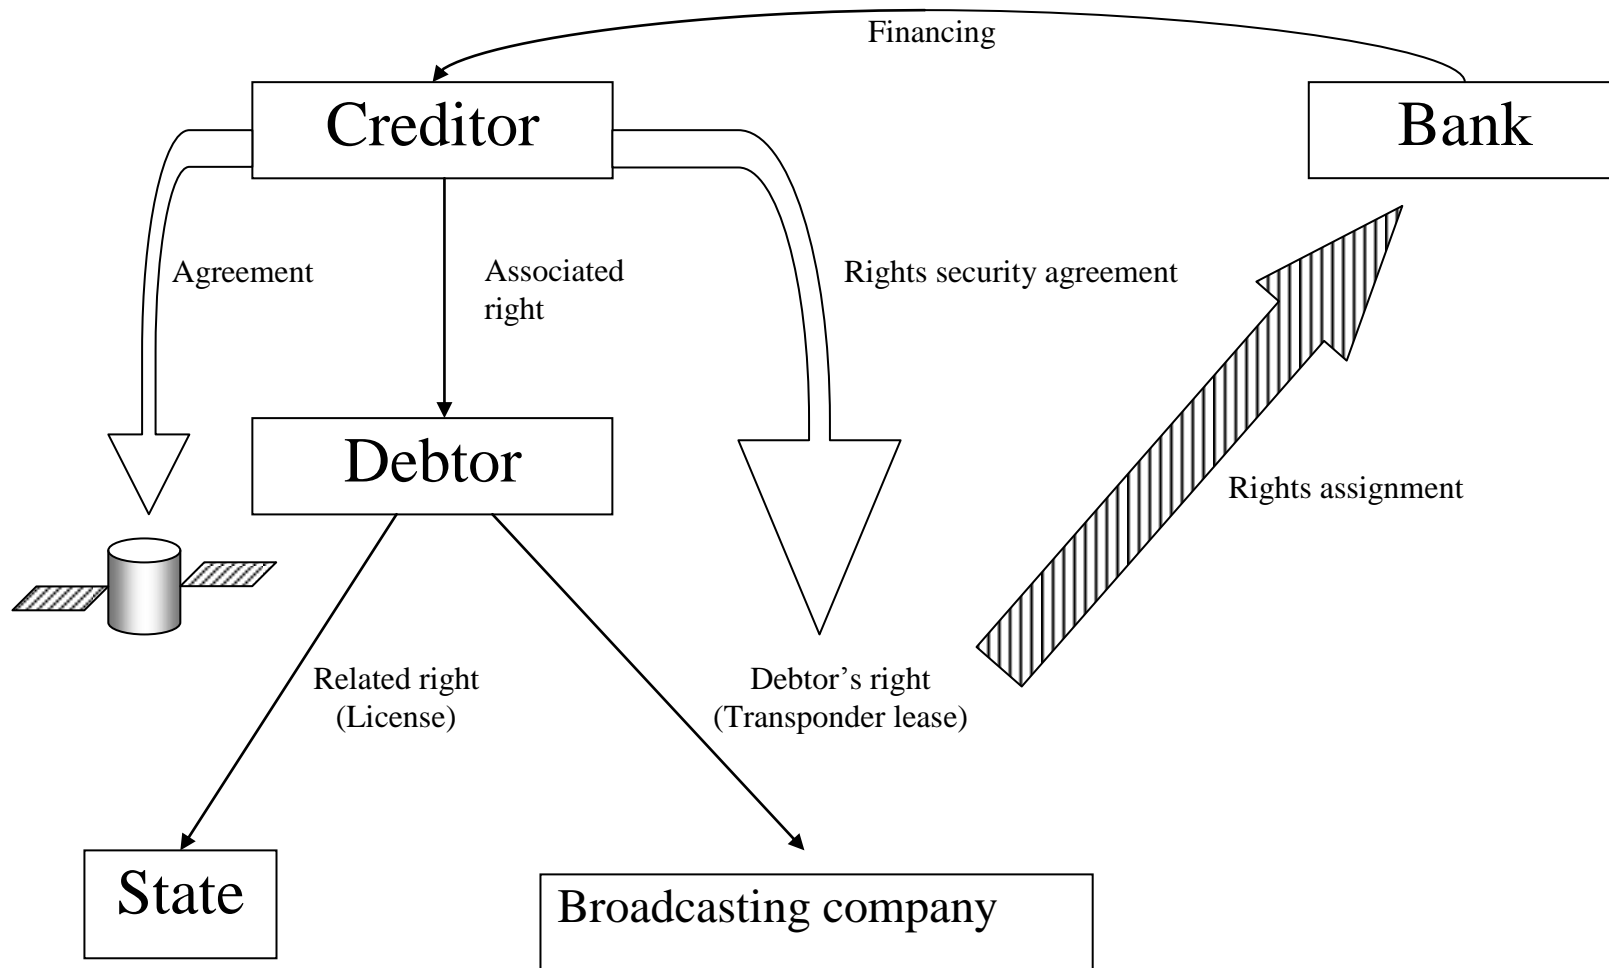 Financing
Creditor
Bank
Agreement
Associated
right
Rights security agreement
Debtor
Rights assignment
Related right
(License)
Debtor’s right
(Transponder lease)
State
Broadcasting company